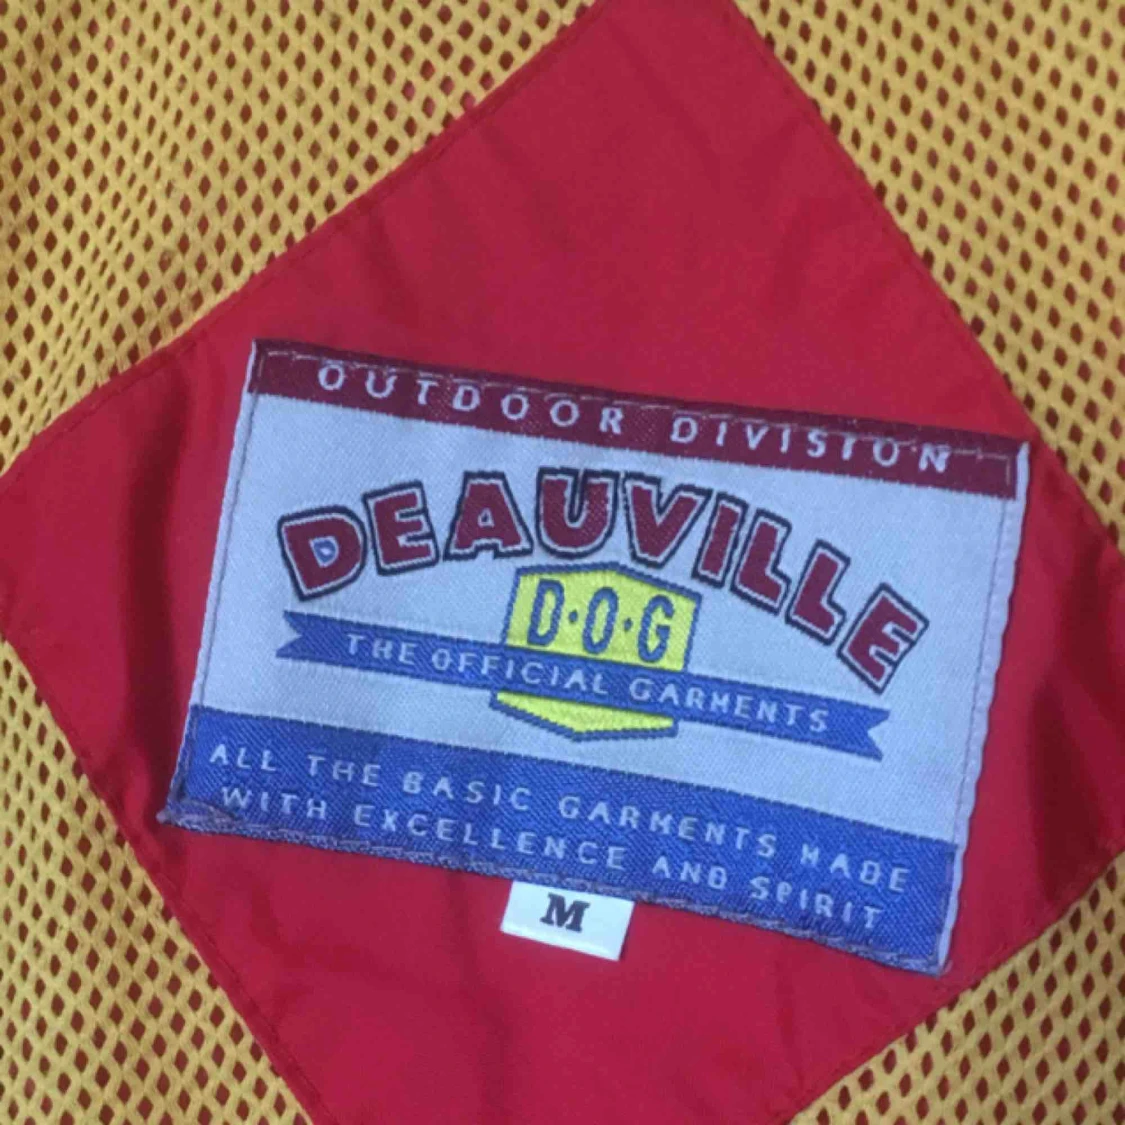 OUTDOOR DIVISION
DEAUVILLE
D·O·G
THE OFFICIAL GARMENTS
ALL THE BASIC GARMENTS MADE
WITH EXCELLENCE AND SPIRIT
M